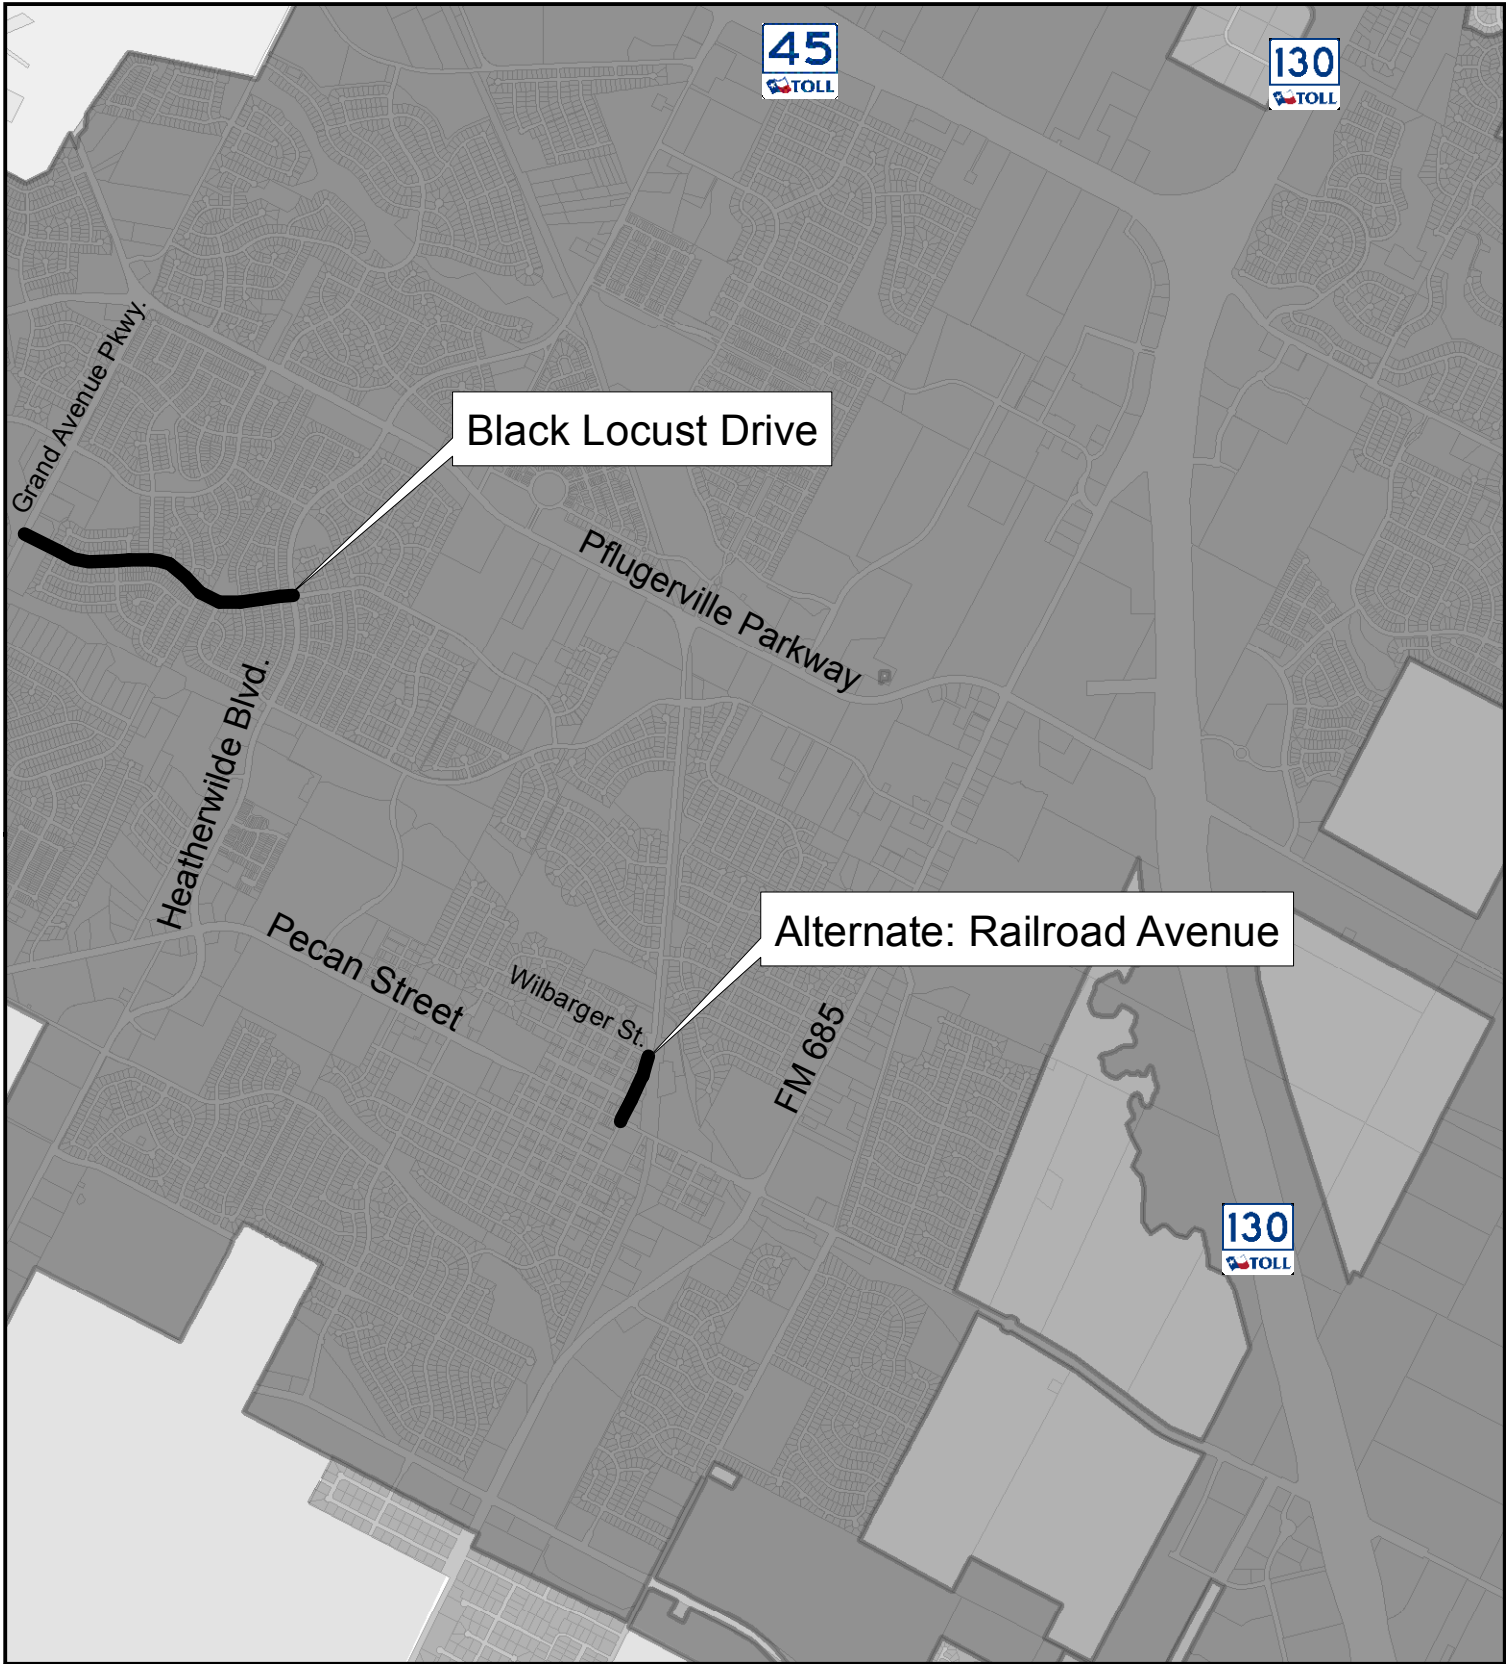 45
TOLL
130
TOLL
Grand Avenue Pkwy.
Black Locust Drive
Pflugerville Parkway
Heatherwilde Blvd.
Alternate: Railroad Avenue
Pecan Street
Wilbarger St.
FM 685
130
TOLL